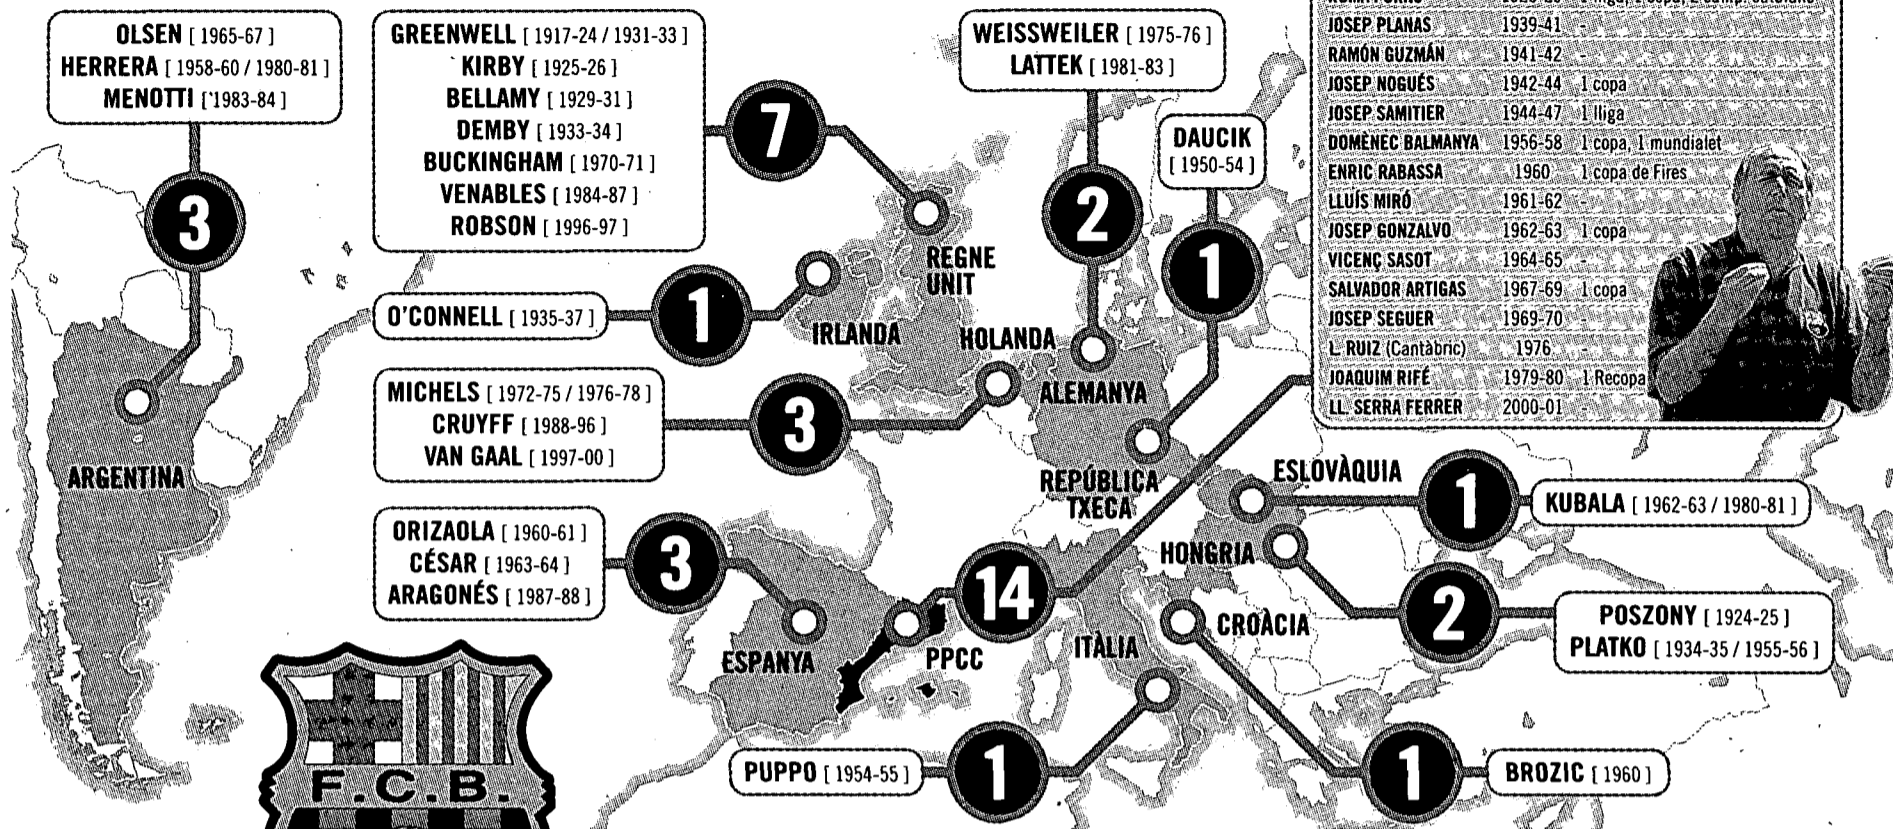 OLSEN [ 1965-67 ]
HERRERA [ 1958-60 / 1980-81 ]
MENOTTI [ 1983-84 ]
3
ARGENTINA
GREENWELL [ 1917-24 / 1931-33 ]
KIRBY [ 1925-26 ]
BELLAMY [ 1929-31 ]
DEMBY [ 1933-34 ]
BUCKINGHAM [ 1970-71 ]
VENABLES [ 1984-87 ]
ROBSON [ 1996-97 ]
7
REGNE
UNIT
O'CONNELL [ 1935-37 ]
1
IRLANDA
MICHELS [ 1972-75 / 1976-78 ]
CRUYFF [ 1988-96 ]
VAN GAAL [ 1997-00 ]
3
HOLANDA
WEISSWEILER [ 1975-76 ]
LATTEK [ 1981-83 ]
2
ALEMANYA
DAUCIK
[ 1950-54 ]
1
REPÚBLICA
TXECA
JOSEP PLANAS 1939-41 -
RAMÓN GUZMÁN 1941-42 -
JOSEP NOGUÉS 1942-44 1 copa
JOSEP SAMITIER 1944-47 1 lliga
DOMÈNEC BALMANYA 1956-58 1 copa, 1 mundialet
ENRIC RABASSA 1960 1 copa de Fires
LLUÍS MIRÓ 1961-62 -
JOSEP GONZALVO 1962-63 1 copa
VICENÇ SASOT 1964-65 -
SALVADOR ARTIGAS 1967-69 1 copa
JOSEP SEGUER 1969-70 -
L. RUIZ (Cantàbric) 1976 -
JOAQUIM RIFÉ 1979-80 1 Recopa
LL. SERRA FERRER 2000-01 -
ESLOVÀQUIA
1
KUBALA [ 1962-63 / 1980-81 ]
HONGRIA
2
POSZONY [ 1924-25 ]
PLATKO [ 1934-35 / 1955-56 ]
ORIZAOLA [ 1960-61 ]
CÉSAR [ 1963-64 ]
ARAGONÉS [ 1987-88 ]
3
ESPANYA
14
PPCC
ITÀLIA
CROÀCIA
PUPPO [ 1954-55 ]
1
1
BROZIC [ 1960 ]
F.C.B.